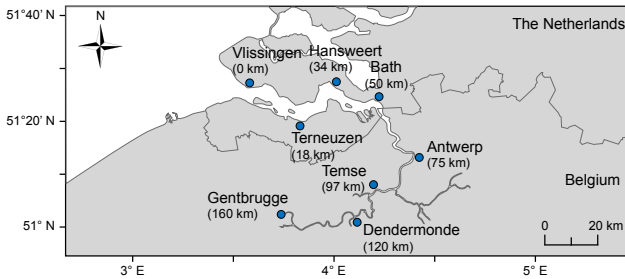 51°40'
N
The Netherlands
Vlissingen
(0 km)
Hansweert
(34 km)
Bath
(50 km)
51°20'
Terneuzen
(18 km)
Antwerp
(75 km)
Temse
(97 km)
Belgium
Gentbrugge
(160 km)
51° N
Dendermonde
(120 km)
0 20 km
3° E 4° E 5° E